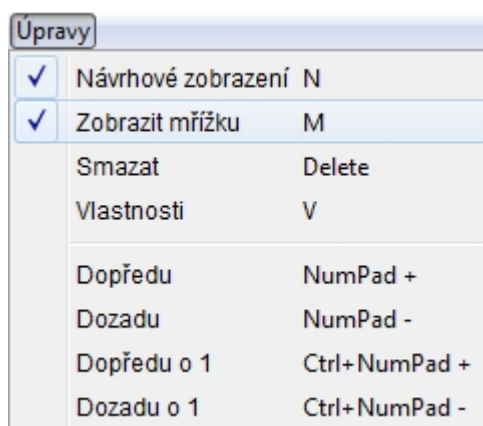 Úpravy
Návrhové zobrazení N
Zobrazit mřížku M
Smazat Delete
Vlastnosti V
Dopředu NumPad +
Dozadu NumPad -
Dopředu o 1 Ctrl+NumPad +
Dozadu o 1 Ctrl+NumPad -